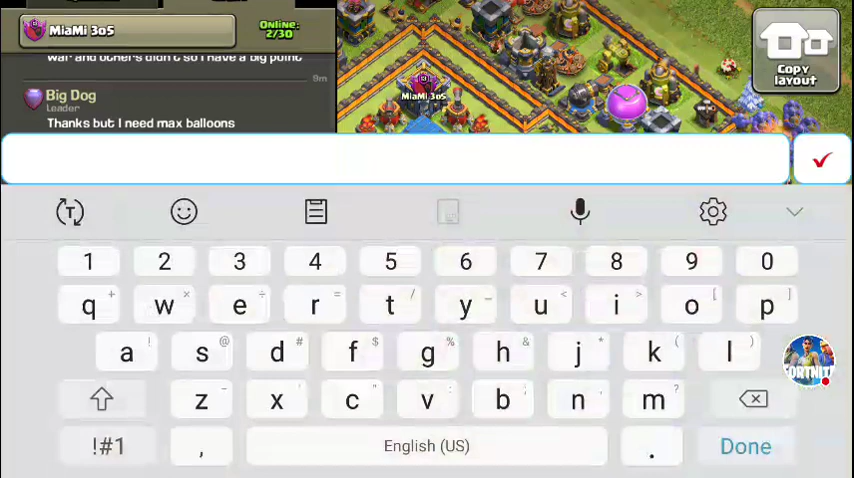 MiaMi 3o5
Online:
2/30
war and other's didn't so i have a big point
9m
Big Dog
Leader
Thanks but I need max balloons
MiaMi 3o5
Copy
layout
T
1 2 3 4 5 6 7 8 9 0
q + w × e ÷ r = t / y _ u < i > o [ p ]
a ! s @ d # f $ g % h & j * k ( l )
FORTNITE
z - x ' c " v : b ; n , m ?
!#1 , English (US) . Done